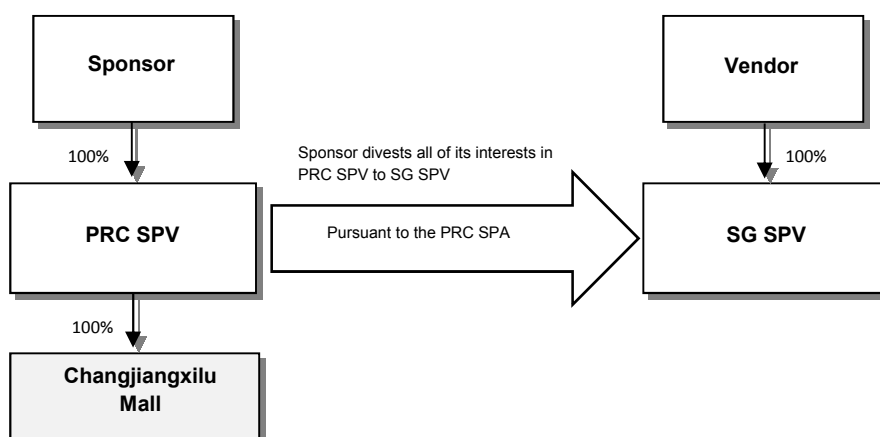 Sponsor
Vendor
100%
Sponsor divests all of its interests in
PRC SPV to SG SPV
100%
PRC SPV
Pursuant to the PRC SPA
SG SPV
100%
Changjiangxilu
Mall